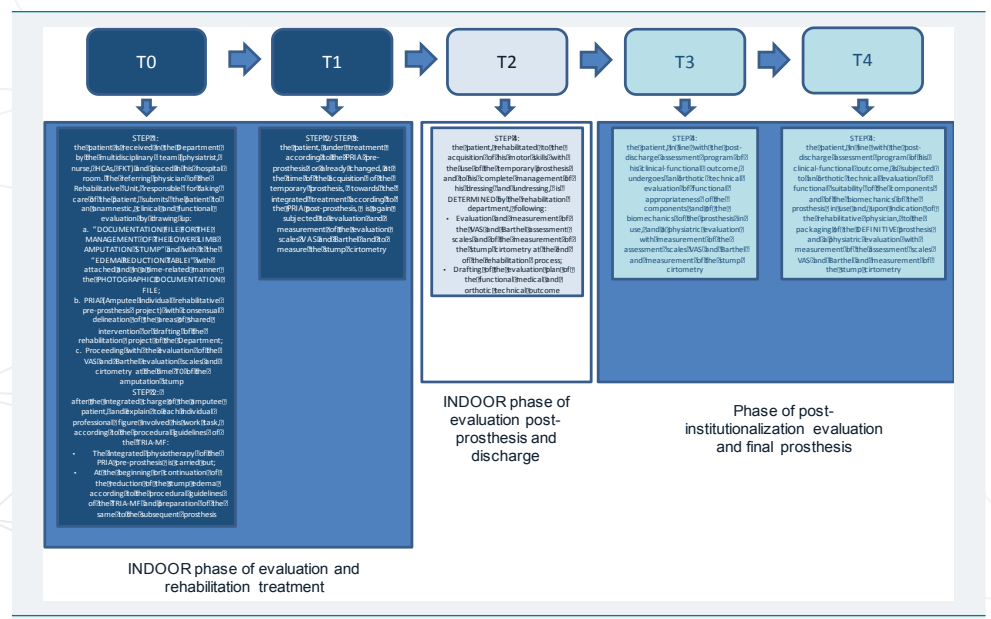 T0
T1
T2
T3
T4
STEP 1:
the patient is received in the Department
by the multidisciplinary team (physiatrist,
nurse, HCAs, FKT) and placed in his hospital
room. The referring physician of the
Rehabilitative Unit, responsible for taking
care of the patient, submits the patient to
an anamnestic, clinical and functional
evaluation by drawing up:
a. "DOCUMENTATION FILE FOR THE
MANAGEMENT OF THE LOWER LIMB
AMPUTATION STUMP" and with the
"EDEMA REDUCTION TABLE" with
attached and in a time-related manner
the PHOTOGRAPHIC DOCUMENTATION
FILE;
b. PRIA (Amputee Individual rehabilitative
pre-prosthesis project) with consensual
delineation of the areas of shared
intervention for drafting of the
rehabilitation project of the Department;
c. Proceeding with the evaluation of the
VAS and Barthel evaluation scales and
cirtometry at the time T0 of the
amputation stump
STEP 2:
after the integrated charge of the amputee
patient, and explain to each individual
professional figure involved his work task,
according to the procedural guidelines of
the TRIA-MF:
• The integrated physiotherapy of the
PRIA pre-prosthesis is carried out;
• At the beginning or continuation of
the reduction of the stump edema
according to the procedural guidelines
of the TRIA-MF and preparation of the
same to the subsequent prosthesis
STEP 2/ STEP 3:
the patient, under treatment
according to the PRIA pre-
prosthesis or already changed, at
the time of the acquisition of the
temporary prosthesis, towards the
integrated treatment according to
the PRIA post-prosthesis, is again
subjected to evaluation and
measurement of the evaluation
scales VAS and Barthel and to
measure the stump cirtometry
STEP 4:
the patient, rehabilitated to the
acquisition of his motor skills with
the use of the temporary prosthesis
and to his complete management of
his dressing and undressing, is
DETERMINED by the rehabilitation
department, following:
• Evaluation and measurement of
the VAS and Barthel assessment
scales and of the measurement of
the stump cirtometry at the end
of the rehabilitation process;
• Drafting of the evaluation plan of
the functional medical and
orthotic technical outcome
STEP 4:
the patient, in line with the post-
discharge assessment program of
his clinical-functional outcome,
undergoes an orthotic technical
evaluation of functional
appropriateness of the
components and of the
biomechanics of the prosthesis in
use, and a physiatric evaluation
with measurement of the
assessment scales VAS and Barthel
and measurement of the stump
cirtometry
STEP 4:
the patient, in line with the post-
discharge assessment program of his
clinical-functional outcome, is subjected
to an orthotic technical evaluation of
functional suitability of the components
and of the biomechanics of the
prosthesis in use and, upon indication of
the rehabilitative physician, to the
packaging of the DEFINITIVE prosthesis
and a physiatric evaluation with
measurement of the assessment scales
VAS and Barthel and measurement of
the stump cirtometry
INDOOR phase of evaluation and
rehabilitation treatment
INDOOR phase of
evaluation post-
prosthesis and
discharge
Phase of post-
institutionalization evaluation
and final prosthesis